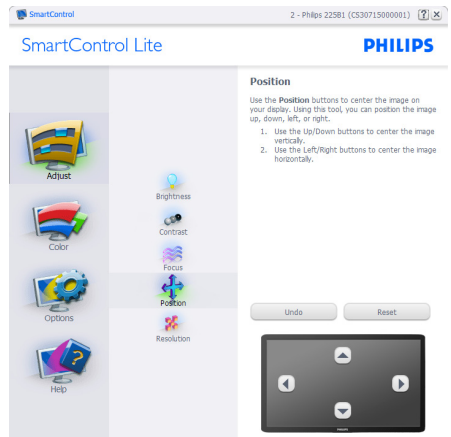 SmartControl
2 - Philips 225B1 (CS30715000001)
SmartControl Lite
PHILIPS
Adjust
Color
Options
Help
Brightness
Contrast
Focus
Position
Resolution
Position
Use the Position buttons to center the image on
your display. Using this tool, you can position the image
up, down, left, or right.
1. Use the Up/Down buttons to center the image
vertically.
2. Use the Left/Right buttons to center the image
horizontally.
Undo
Reset
PHILIPS